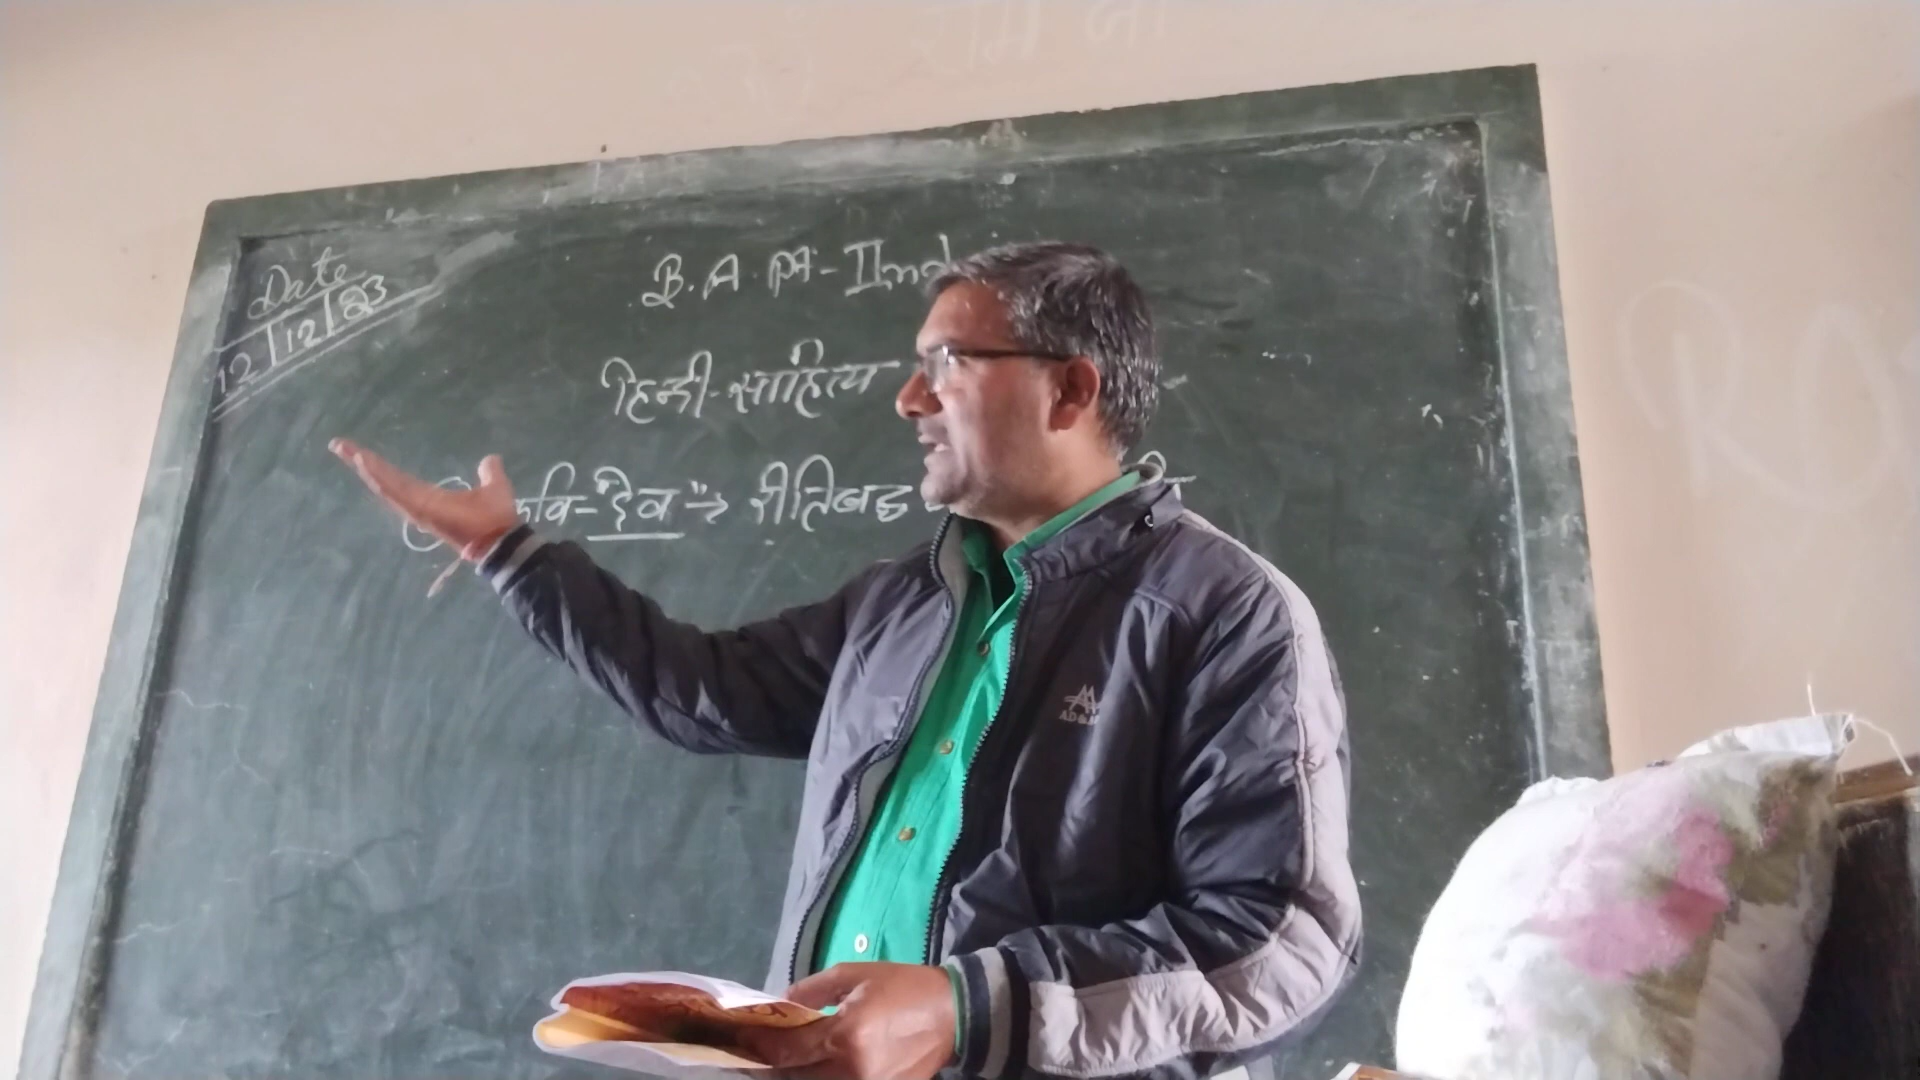 Date
12/12/23
B.A. Pt-IInd
हिन्दी-साहित्य
कवि-"देव" → रीतिबद्ध